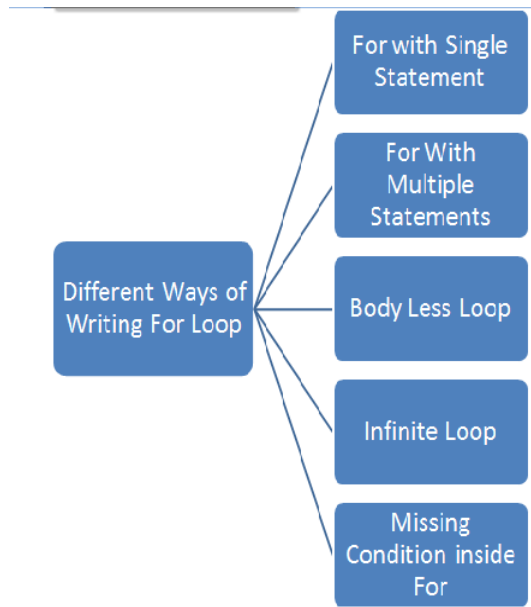 For with Single
Statement
For With
Multiple
Statements
Different Ways of
Writing For Loop
Body Less Loop
Infinite Loop
Missing
Condition inside
For